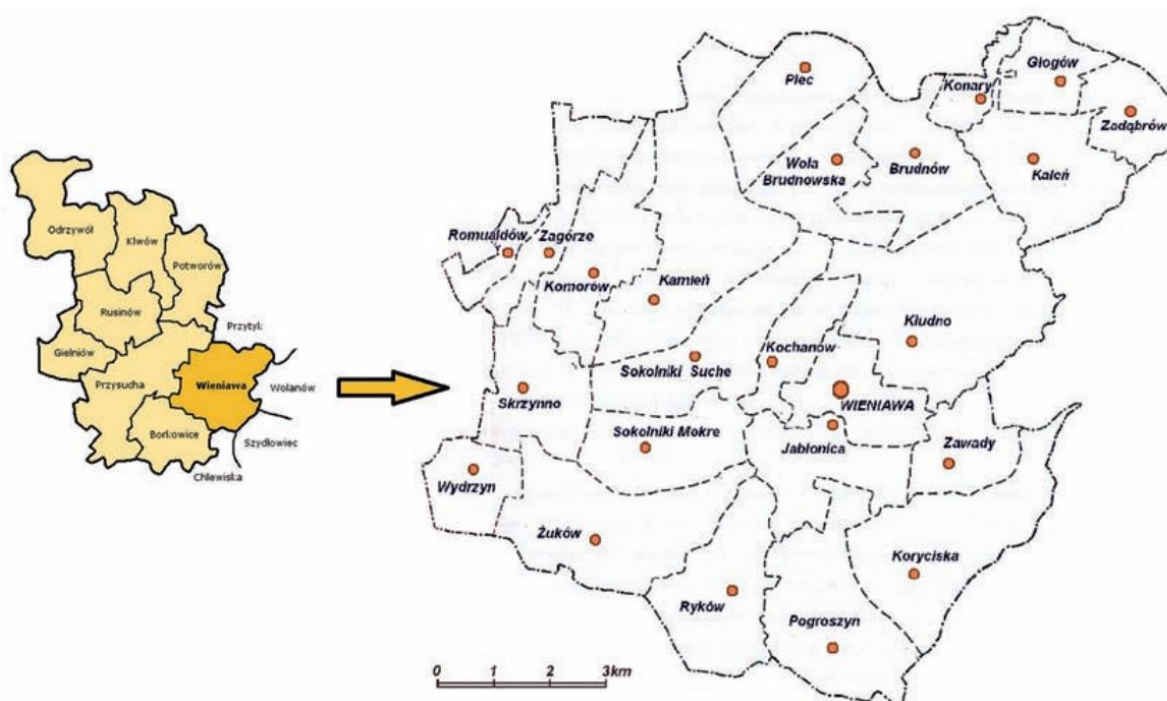 Odrzywół
Klwów
Potworów
Rusinów
Przytyk
Gielniów
Przysucha
Wieniawa
Wolanów
Borkowice
Szydłowiec
Chlewiska
Piec
Głogów
Konary
Zadąbrów
Wola
Brudnowska
Brudnów
Kaleń
Romualdów
Zagórze
Komorów
Kamień
Kłudno
Kochanów
Sokolniki Suche
Skrzynno
WIENIAWA
Sokolniki Mokre
Jabłonica
Zawady
Wydrzyn
Żuków
Koryciska
Ryków
Pogroszyn
0 1 2 3km